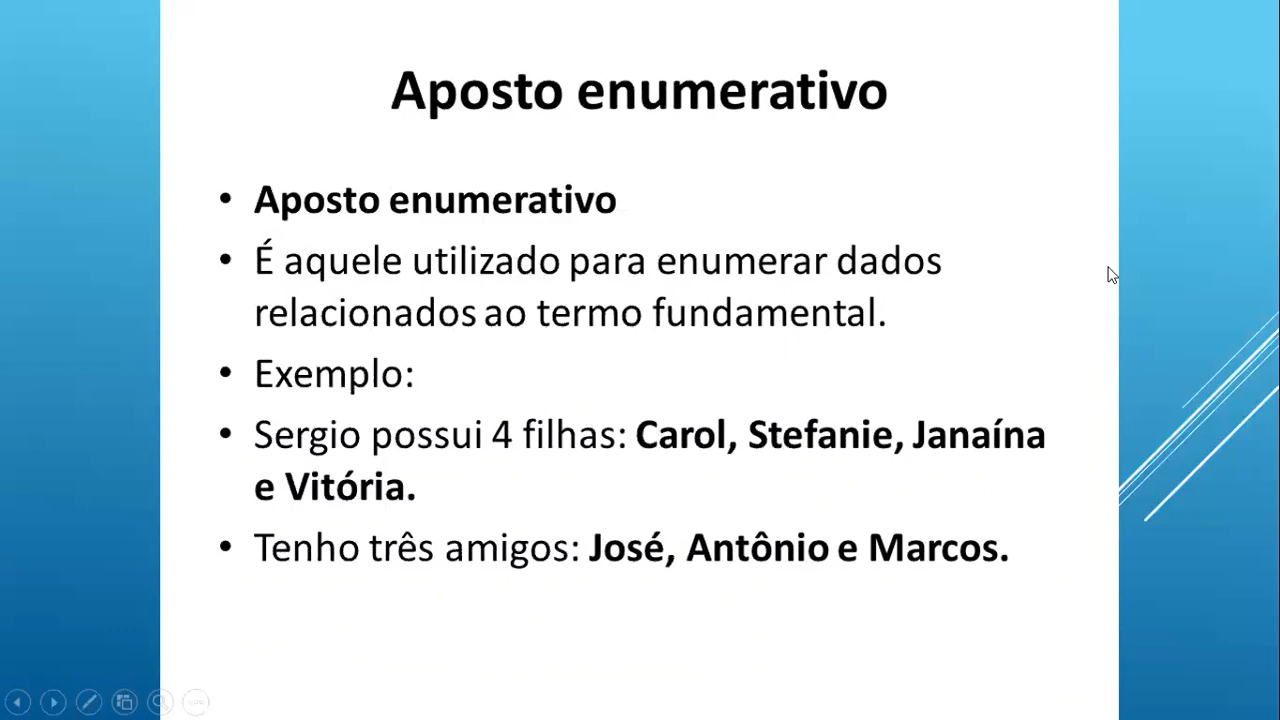 Aposto enumerativo
• Aposto enumerativo
• É aquele utilizado para enumerar dados
relacionados ao termo fundamental.
• Exemplo:
• Sergio possui 4 filhas: Carol, Stefanie, Janaína
e Vitória.
• Tenho três amigos: José, Antônio e Marcos.